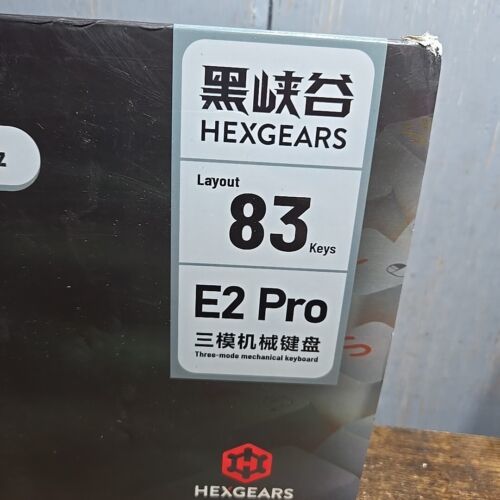 黑峡谷
HEXGEARS
Layout
83
Keys
E2 Pro
三模机械键盘
Three-mode mechanical keyboard
HEXGEARS